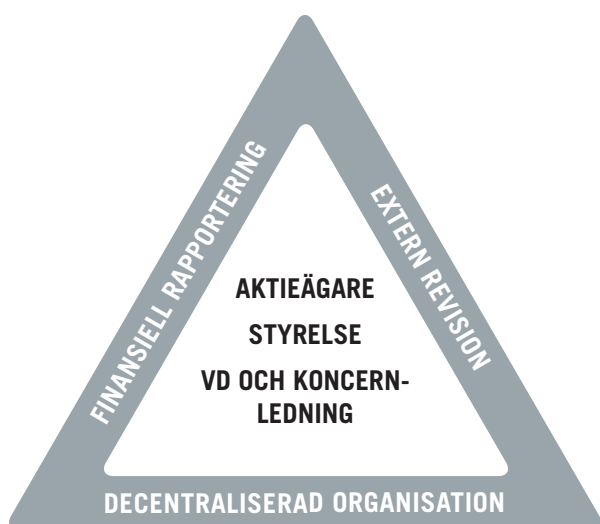 FINANSIELL RAPPORTERING
EXTERN REVISION
AKTIEÄGARE
STYRELSE
VD OCH KONCERN-
LEDNING
DECENTRALISERAD ORGANISATION